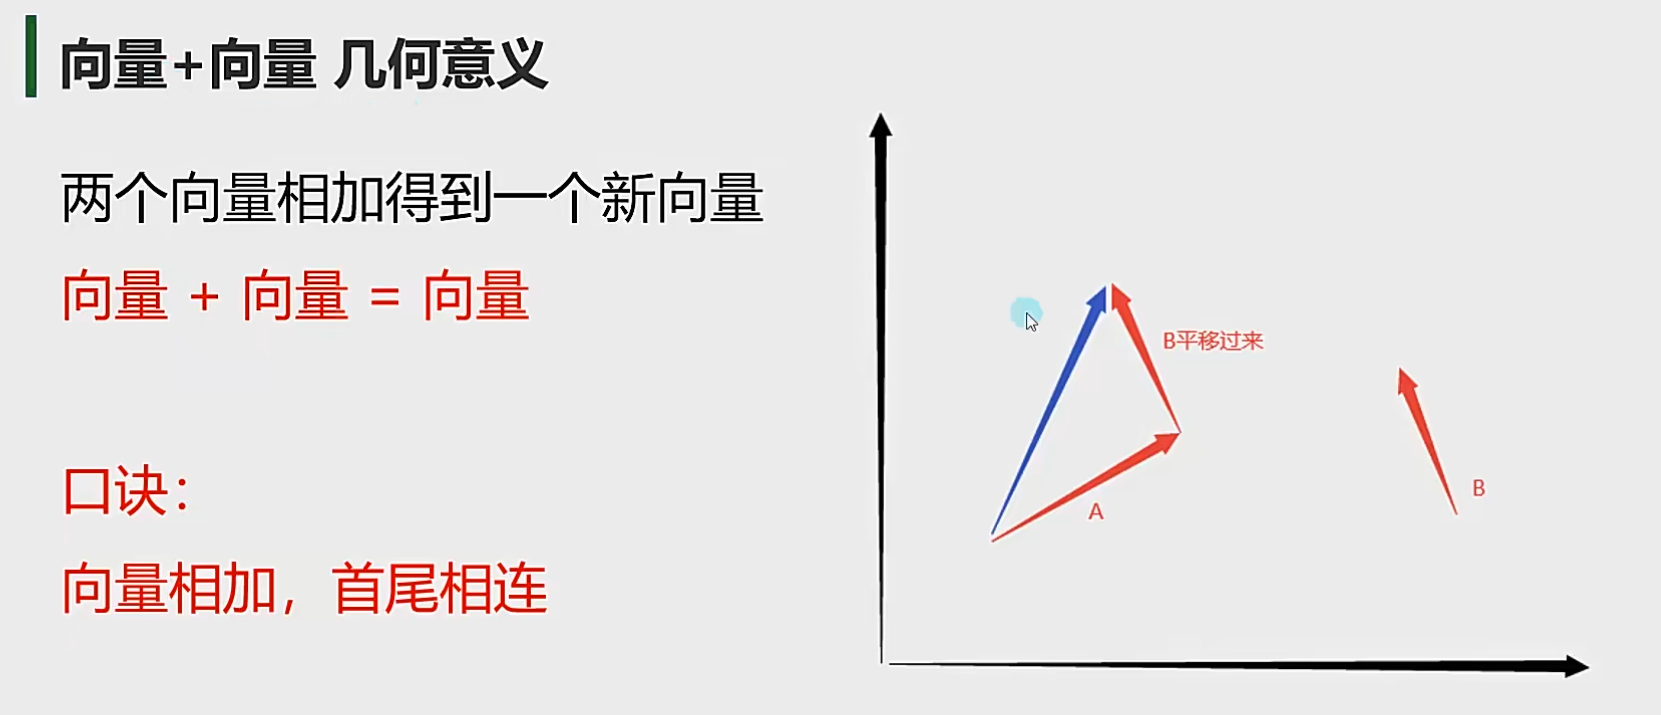 向量+向量 几何意义
两个向量相加得到一个新向量
向量 + 向量 = 向量
口诀：
向量相加，首尾相连
B平移过来
A
B